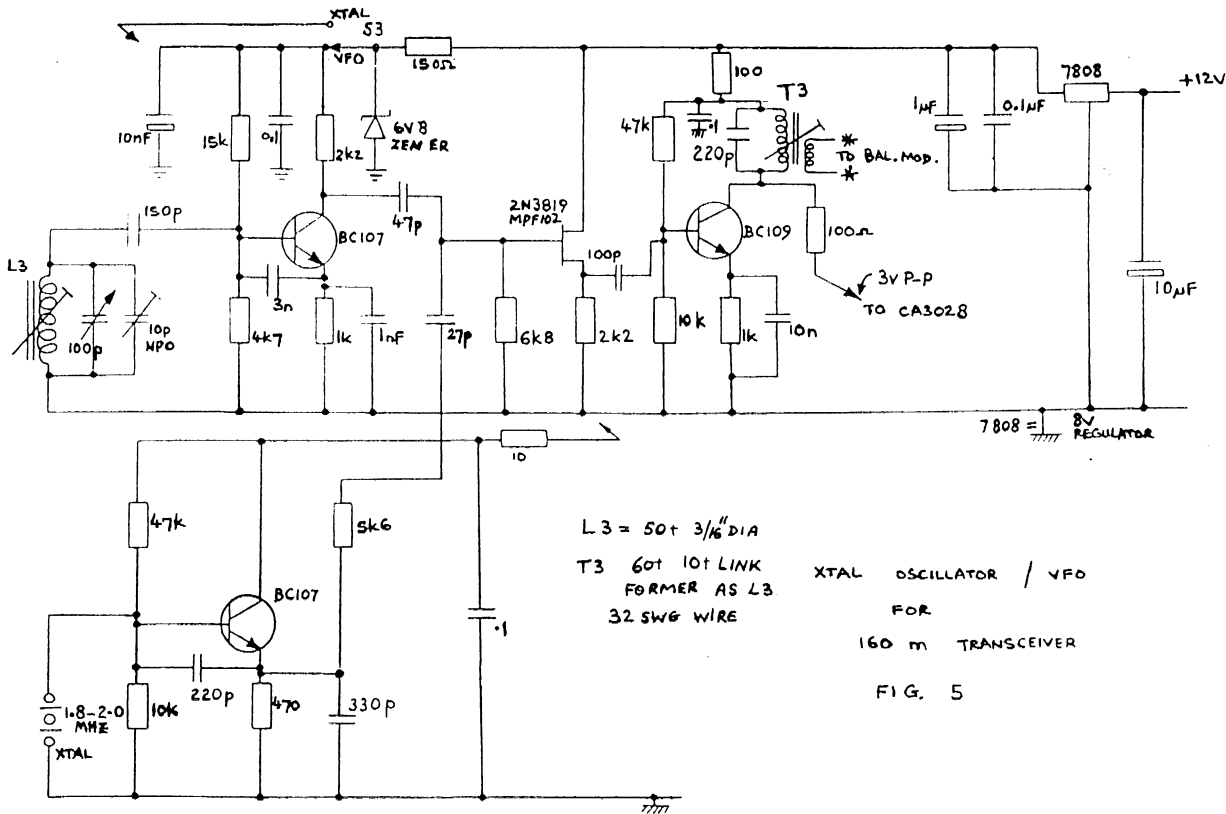 XTAL
S3
VFO
150Ω
100
T3
7808
+12V
10nF
15k
0.1
2k2
6V8
ZENER
47k
.1
220p
1µF
0.1µF
TO BAL. MOD.
150p
47p
2N3819
MPF102
BC107
BC109
100p
100Ω
L3
3V P-P
TO CA3028
10µF
100p
10p
NPO
3n
4k7
1k
1nF
27p
6k8
2k2
10k
1k
10n
7808 =
8V
REGULATOR
10
47k
5k6
L3 = 50t 3/16" DIA
T3 60t 10t LINK
FORMER AS L3
32 SWG WIRE
XTAL OSCILLATOR / VFO
FOR
160 m TRANSCEIVER
FIG. 5
BC107
.1
220p
1.8-2.0
MHZ
XTAL
10k
470
330p